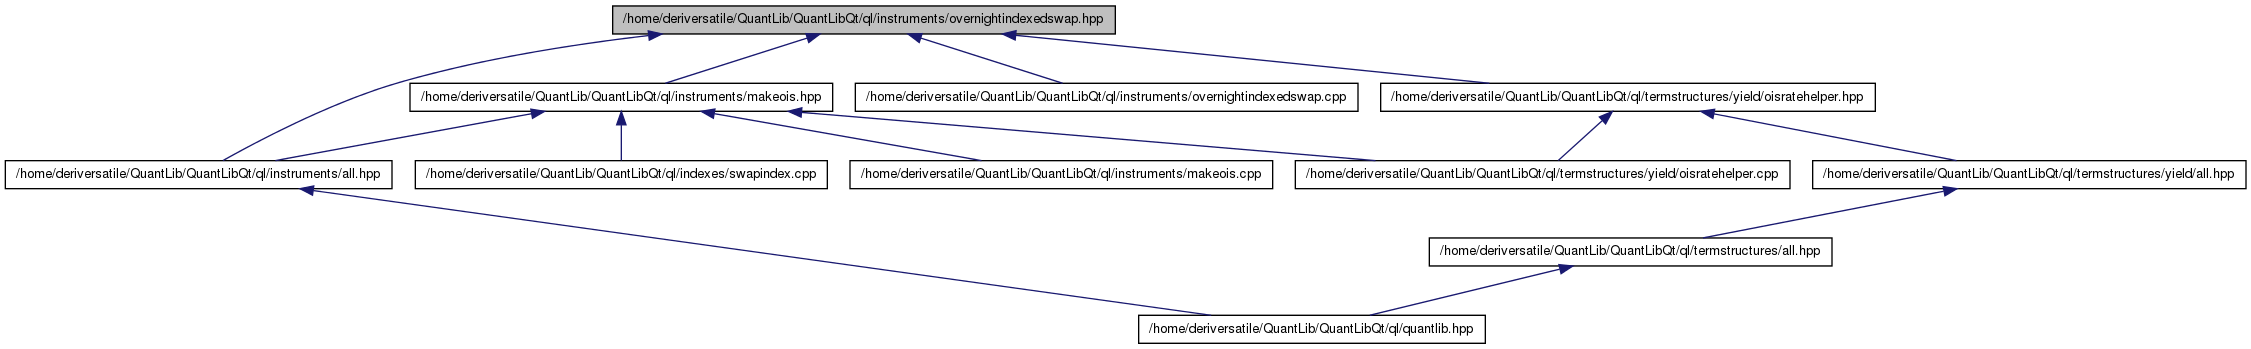 /home/deriversatile/QuantLib/QuantLibQt/ql/instruments/overnightindexedswap.hpp
/home/deriversatile/QuantLib/QuantLibQt/ql/instruments/makeois.hpp
/home/deriversatile/QuantLib/QuantLibQt/ql/instruments/overnightindexedswap.cpp
/home/deriversatile/QuantLib/QuantLibQt/ql/termstructures/yield/oisratehelper.hpp
/home/deriversatile/QuantLib/QuantLibQt/ql/instruments/all.hpp
/home/deriversatile/QuantLib/QuantLibQt/ql/indexes/swapindex.cpp
/home/deriversatile/QuantLib/QuantLibQt/ql/instruments/makeois.cpp
/home/deriversatile/QuantLib/QuantLibQt/ql/termstructures/yield/oisratehelper.cpp
/home/deriversatile/QuantLib/QuantLibQt/ql/termstructures/yield/all.hpp
/home/deriversatile/QuantLib/QuantLibQt/ql/termstructures/all.hpp
/home/deriversatile/QuantLib/QuantLibQt/ql/quantlib.hpp